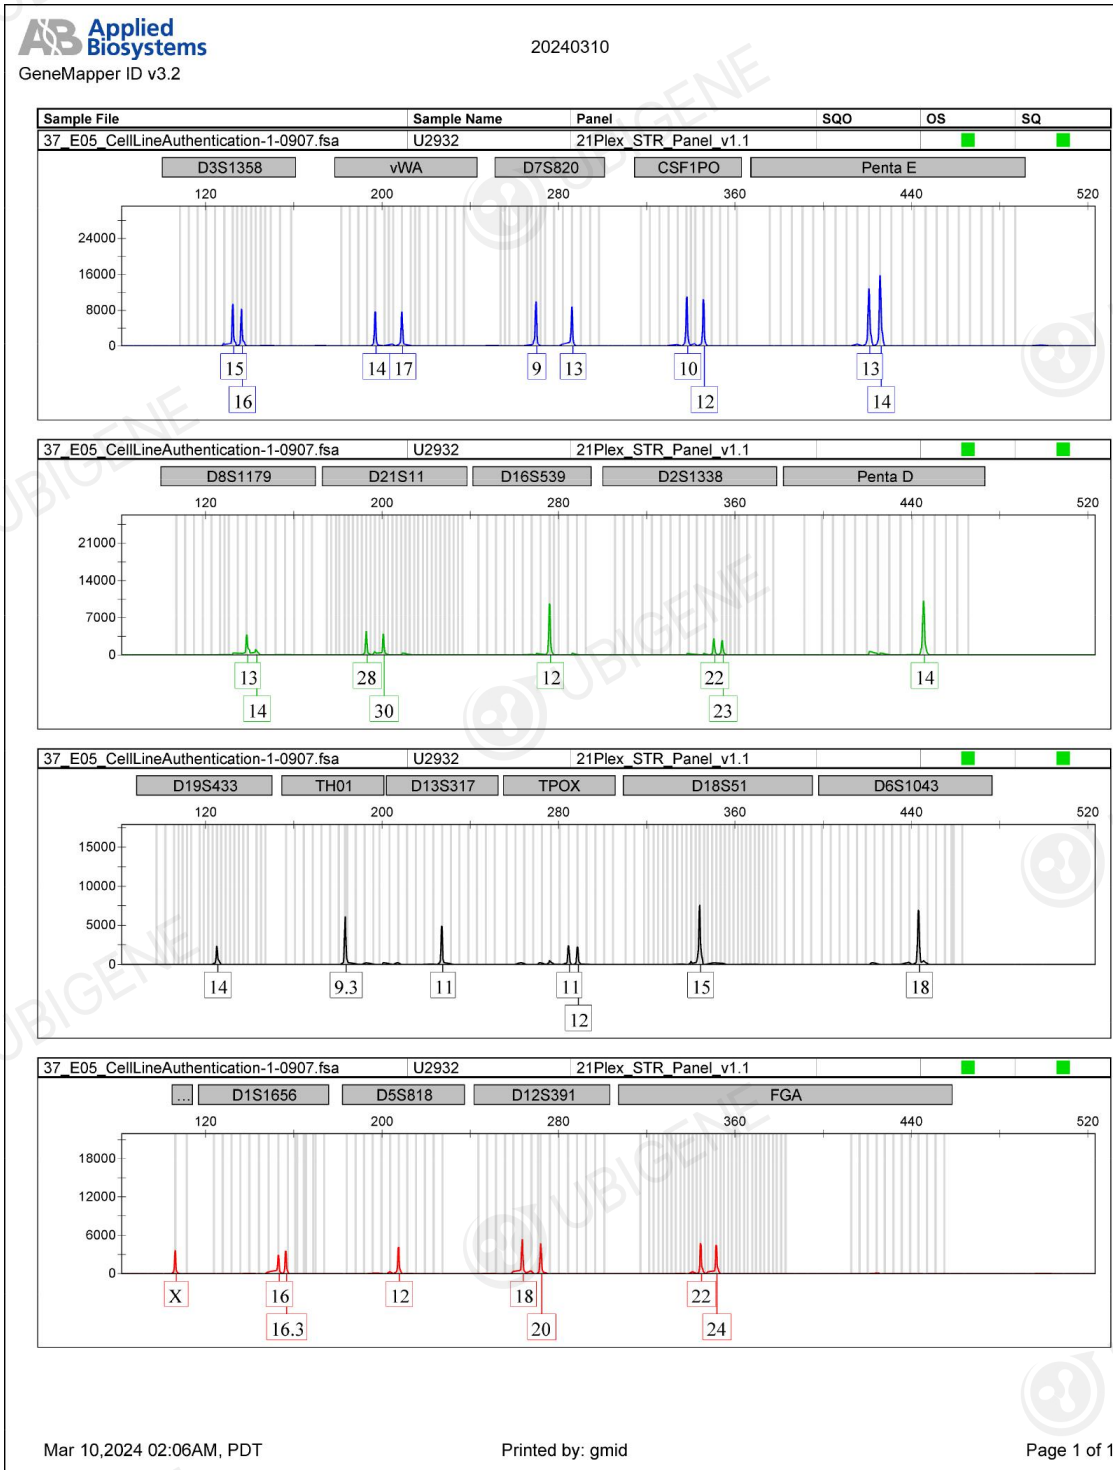 AB Applied
Biosystems
20240310
GeneMapper ID v3.2
Sample File Sample Name Panel SQO OS SQ
37_E05_CellLineAuthentication-1-0907.fsa U2932 21Plex_STR_Panel_v1.1
D3S1358 vWA D7S820 CSF1PO Penta E
120 200 280 360 440 520
24000
16000
8000
0
15 14 17 9 13 10 13
16 12 14
37_E05_CellLineAuthentication-1-0907.fsa U2932 21Plex_STR_Panel_v1.1
D8S1179 D21S11 D16S539 D2S1338 Penta D
120 200 280 360 440 520
21000
14000
7000
0
13 28 12 22 14
14 30 23
37_E05_CellLineAuthentication-1-0907.fsa U2932 21Plex_STR_Panel_v1.1
D19S433 TH01 D13S317 TPOX D18S51 D6S1043
120 200 280 360 440 520
15000
10000
5000
0
14 9.3 11 11 15 18
12
37_E05_CellLineAuthentication-1-0907.fsa U2932 21Plex_STR_Panel_v1.1
... D1S1656 D5S818 D12S391 FGA
120 200 280 360 440 520
18000
12000
6000
0
X 16 12 18 22
16.3 20 24
Mar 10,2024 02:06AM, PDT Printed by: gmid Page 1 of 1
UBIGENE
UBIGENE
UBIGENE
UBIGENE
UBIGENE